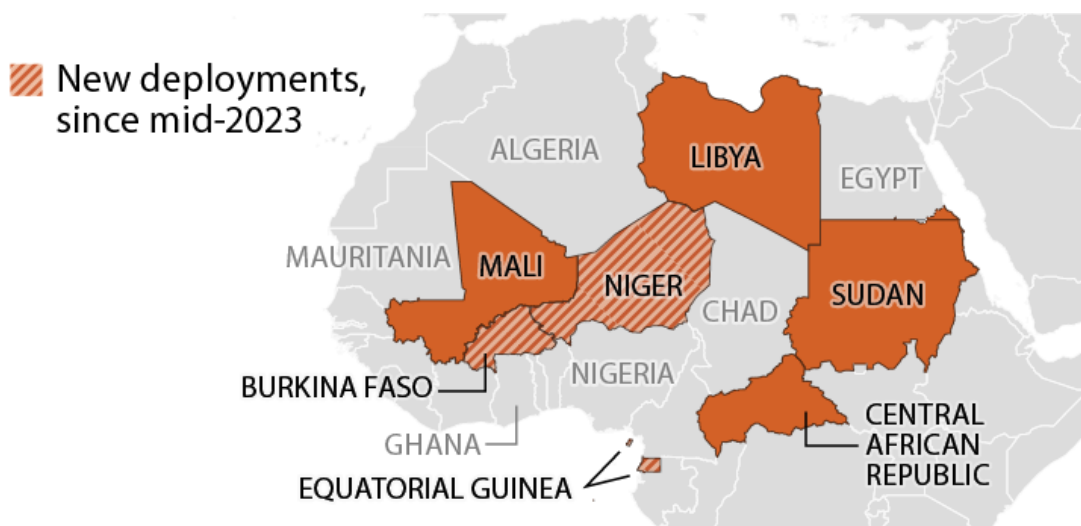 New deployments,
since mid-2023
ALGERIA
LIBYA
EGYPT
MAURITANIA
MALI
NIGER
CHAD
SUDAN
BURKINA FASO
NIGERIA
GHANA
CENTRAL
AFRICAN
REPUBLIC
EQUATORIAL GUINEA